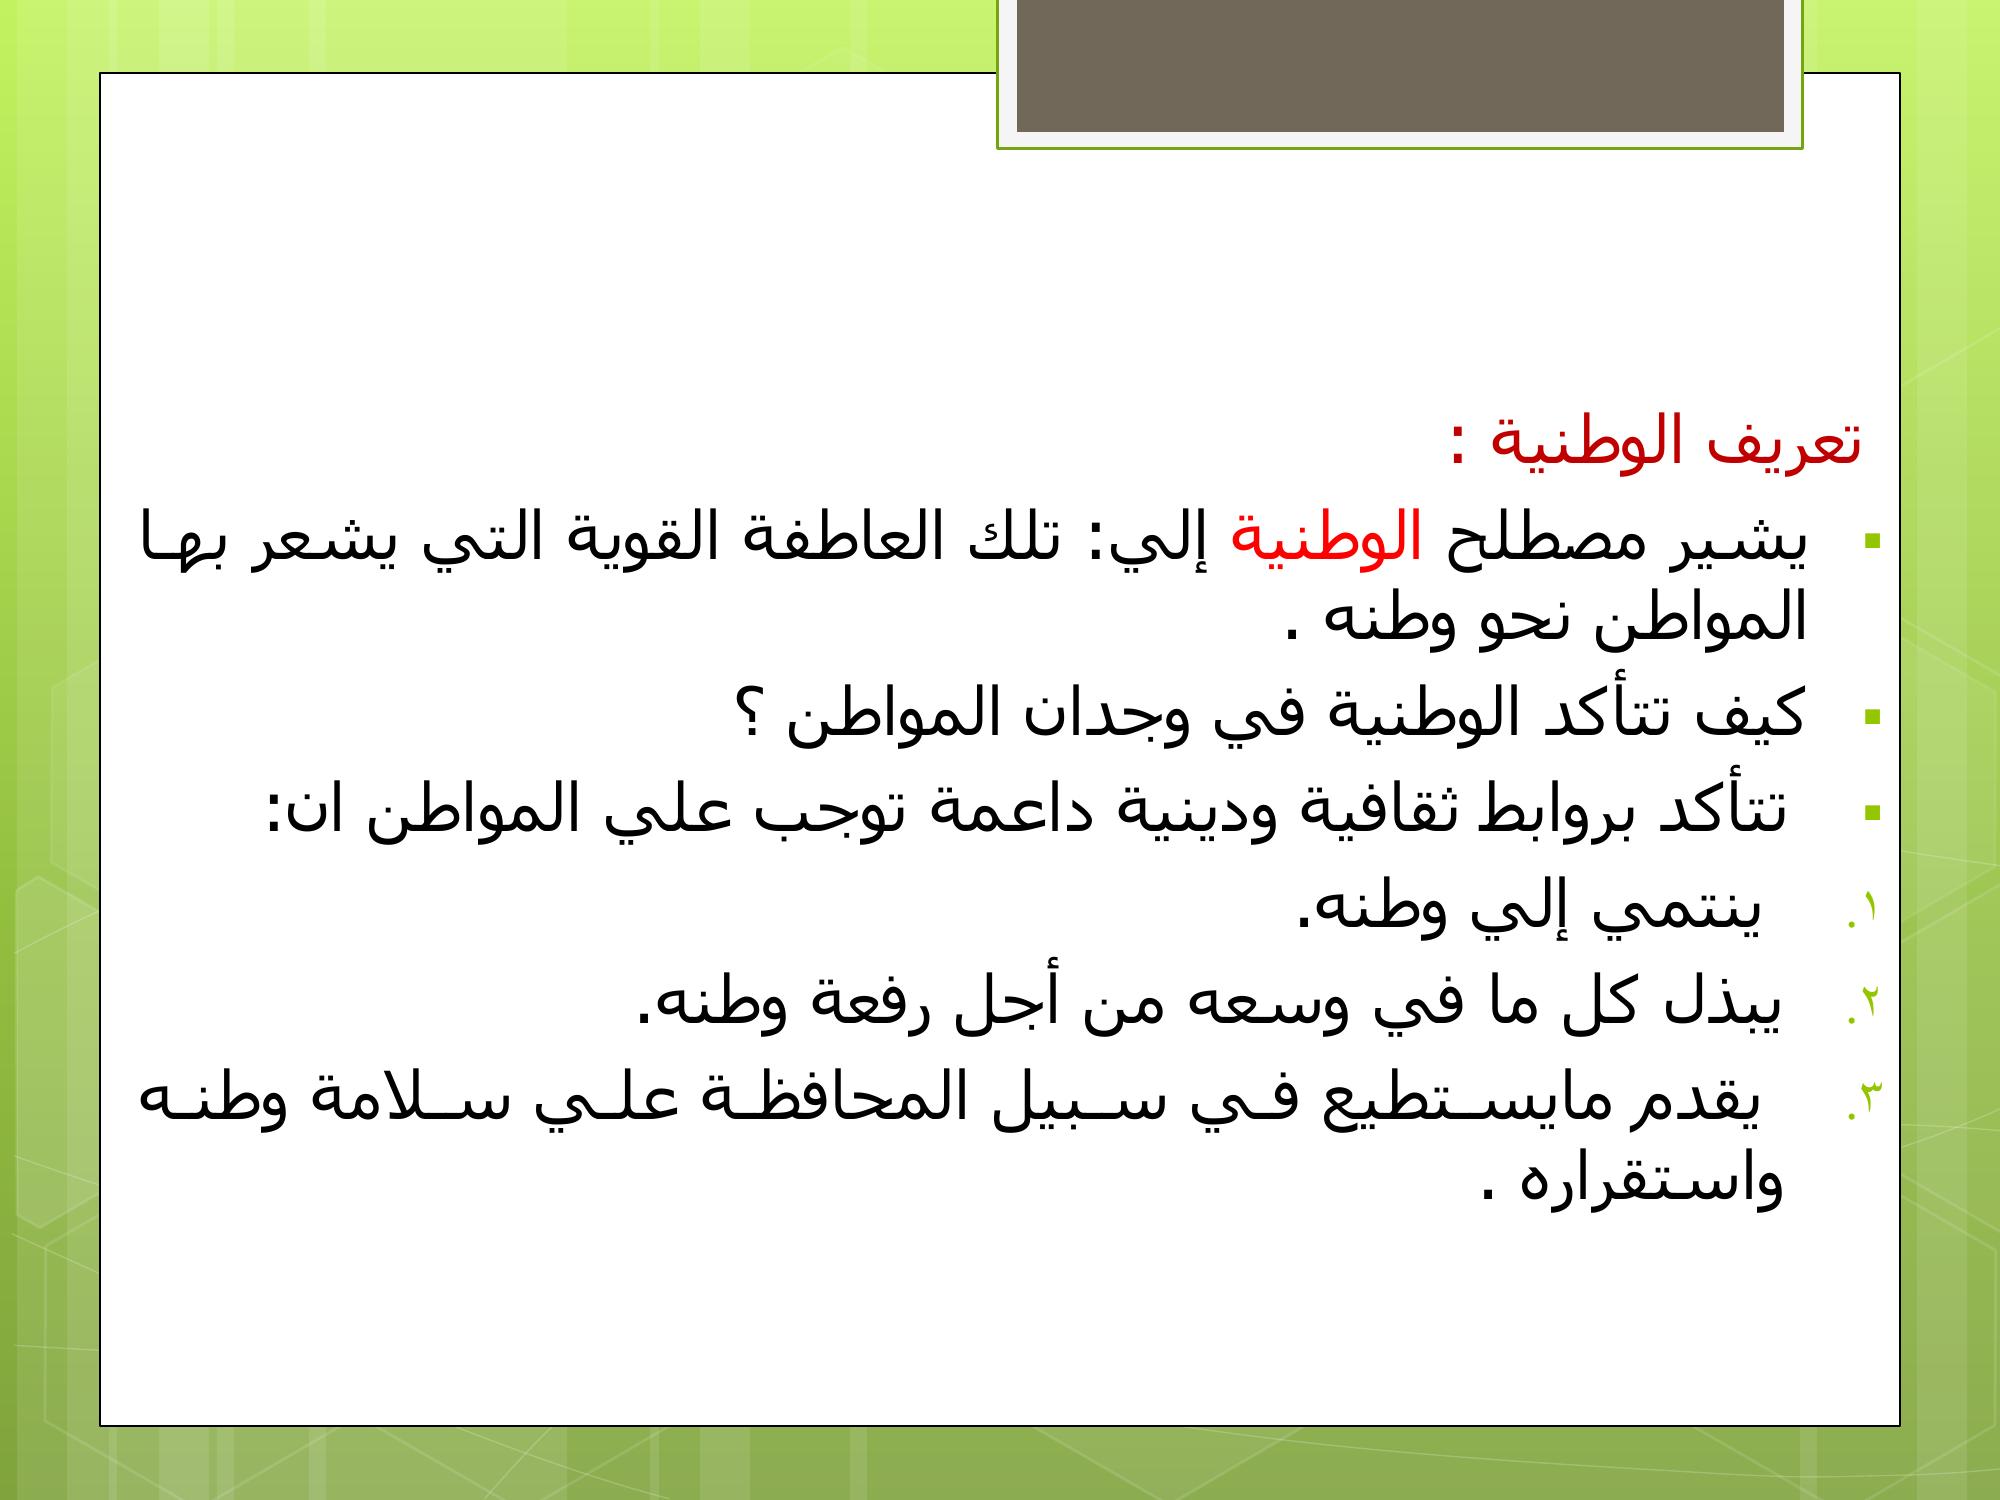 تعريف الوطنية :
▪ يشير مصطلح الوطنية إلي: تلك العاطفة القوية التي يشعر بها
المواطن نحو وطنه .
▪ كيف تتأكد الوطنية في وجدان المواطن ؟
▪ تتأكد بروابط ثقافية ودينية داعمة توجب علي المواطن ان:
١. ينتمي إلي وطنه.
٢. يبذل كل ما في وسعه من أجل رفعة وطنه.
٣. يقدم مايستطيع في سبيل المحافظة علي سلامة وطنه
واستقراره .